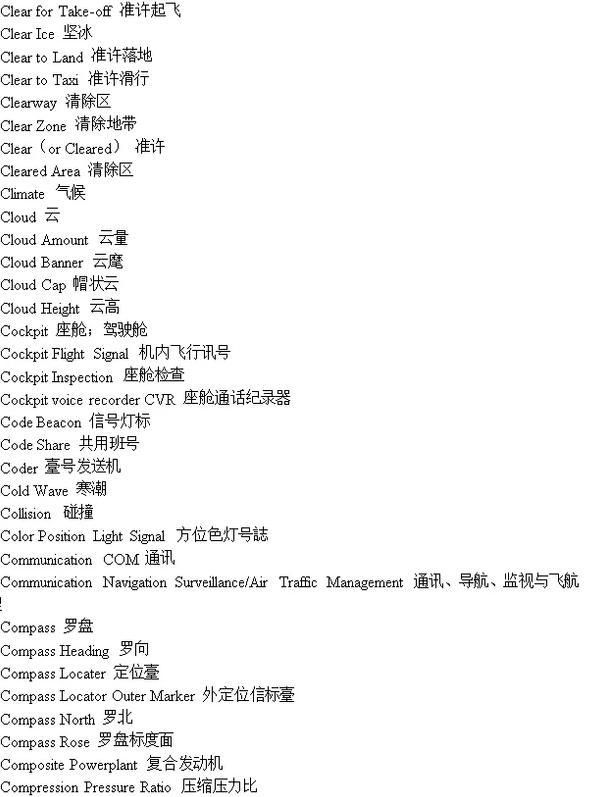 Clear for Take-off 准许起飞
Clear Ice 坚冰
Clear to Land 准许落地
Clear to Taxi 准许滑行
Clearway 清除区
Clear Zone 清除地带
Clear（or Cleared） 准许
Cleared Area 清除区
Climate 气候
Cloud 云
Cloud Amount 云量
Cloud Banner 云麾
Cloud Cap 帽状云
Cloud Height 云高
Cockpit 座舱；驾驶舱
Cockpit Flight Signal 机内飞行讯号
Cockpit Inspection 座舱检查
Cockpit voice recorder CVR 座舱通话纪录器
Code Beacon 信号灯标
Code Share 共用班号
Coder 臺号发送机
Cold Wave 寒潮
Collision 碰撞
Color Position Light Signal 方位色灯号誌
Communication COM 通讯
Communication Navigation Surveillance/Air Traffic Management 通讯、导航、监视与飞航
Compass 罗盘
Compass Heading 罗向
Compass Locater 定位臺
Compass Locator Outer Marker 外定位信标臺
Compass North 罗北
Compass Rose 罗盘标度面
Composite Powerplant 复合发动机
Compression Pressure Ratio 压缩压力比